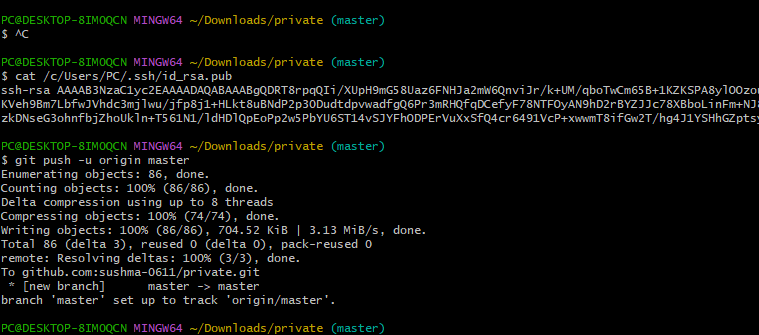 PC@DESKTOP-8IMOQCN MINGW64 ~/Downloads/private (master)
$ ^C
PC@DESKTOP-8IMOQCN MINGW64 ~/Downloads/private (master)
$ cat /c/Users/PC/.ssh/id_rsa.pub
ssh-rsa AAAAB3NzaC1yc2EAAAADAQABAAABgQDRT8rpqQIi/XUpH9mG58Uaz6FNHJa2mW6QnviJr/k+UM/qboTwCm65B+1KZKSPA8ylOOzou
KVeh9Bm7LbfwJVhdc3mjlwu/jfp8j1+HLkt8uBNdP2p3ODudtdpvwadfgQ6Pr3mRHQfqDCefyF78NTFOyAN9hD2rBYZJJc78XBboLinFm+NJ8
zkDNseG3ohnfbjZhoUkln+T561N1/ldHDlQpEoPp2w5PbYU6ST14vSJYFhODPErVuXxSfQ4cr6491VcP+xwwmT8ifGw2T/hg4J1YSHhGZptsy
PC@DESKTOP-8IMOQCN MINGW64 ~/Downloads/private (master)
$ git push -u origin master
Enumerating objects: 86, done.
Counting objects: 100% (86/86), done.
Delta compression using up to 8 threads
Compressing objects: 100% (74/74), done.
Writing objects: 100% (86/86), 704.52 KiB | 3.13 MiB/s, done.
Total 86 (delta 3), reused 0 (delta 0), pack-reused 0
remote: Resolving deltas: 100% (3/3), done.
To github.com:sushma-0611/private.git
 * [new branch]      master -> master
branch 'master' set up to track 'origin/master'.
PC@DESKTOP-8IMOQCN MINGW64 ~/Downloads/private (master)